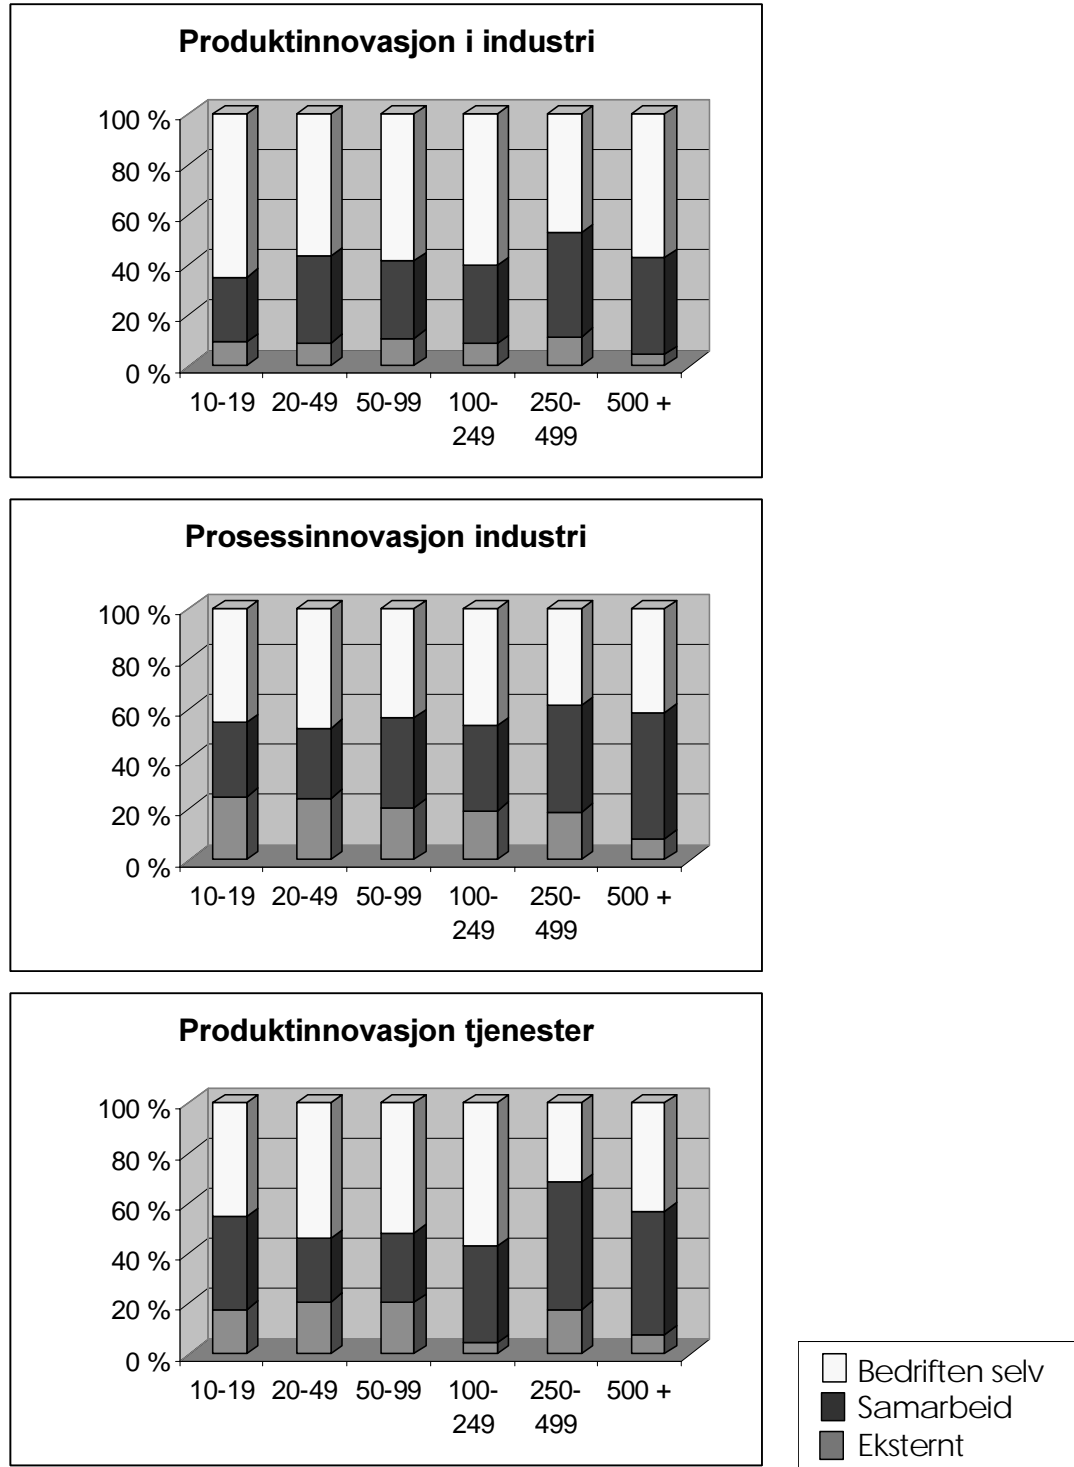 Produktinnovasjon i industri
100 %
80 %
60 %
40 %
20 %
0 %
10-19 20-49 50-99 100- 250- 500 +
249 499
Prosessinnovasjon industri
100 %
80 %
60 %
40 %
20 %
0 %
10-19 20-49 50-99 100- 250- 500 +
249 499
Produktinnovasjon tjenester
100 %
80 %
60 %
40 %
20 %
0 %
10-19 20-49 50-99 100- 250- 500 +
249 499
Bedriften selv
Samarbeid
Eksternt